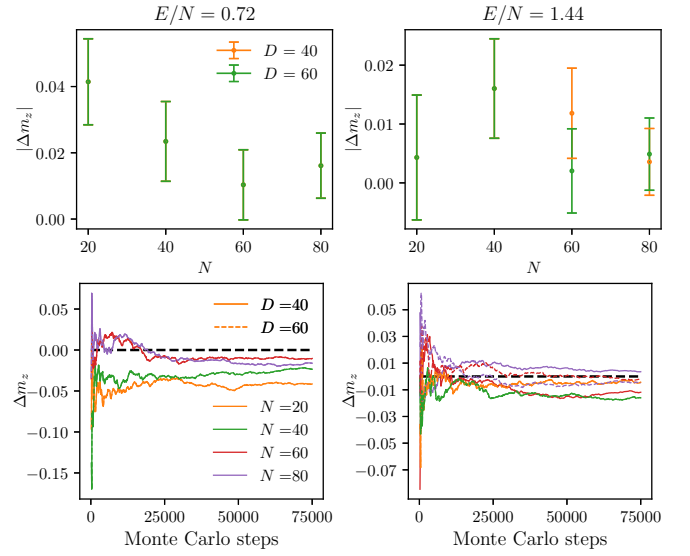 E/N = 0.72
E/N = 1.44
|Δm_z|
0.04
0.02
0.00
D = 40
D = 60
20
40
60
80
N
|Δm_z|
0.02
0.01
0.00
20
40
60
80
N
Δm_z
0.05
0.00
−0.05
−0.10
−0.15
D =40
D =60
N =20
N =40
N =60
N =80
0
25000
50000
75000
Monte Carlo steps
Δm_z
0.05
0.03
0.01
−0.01
−0.03
−0.05
−0.07
0
25000
50000
75000
Monte Carlo steps